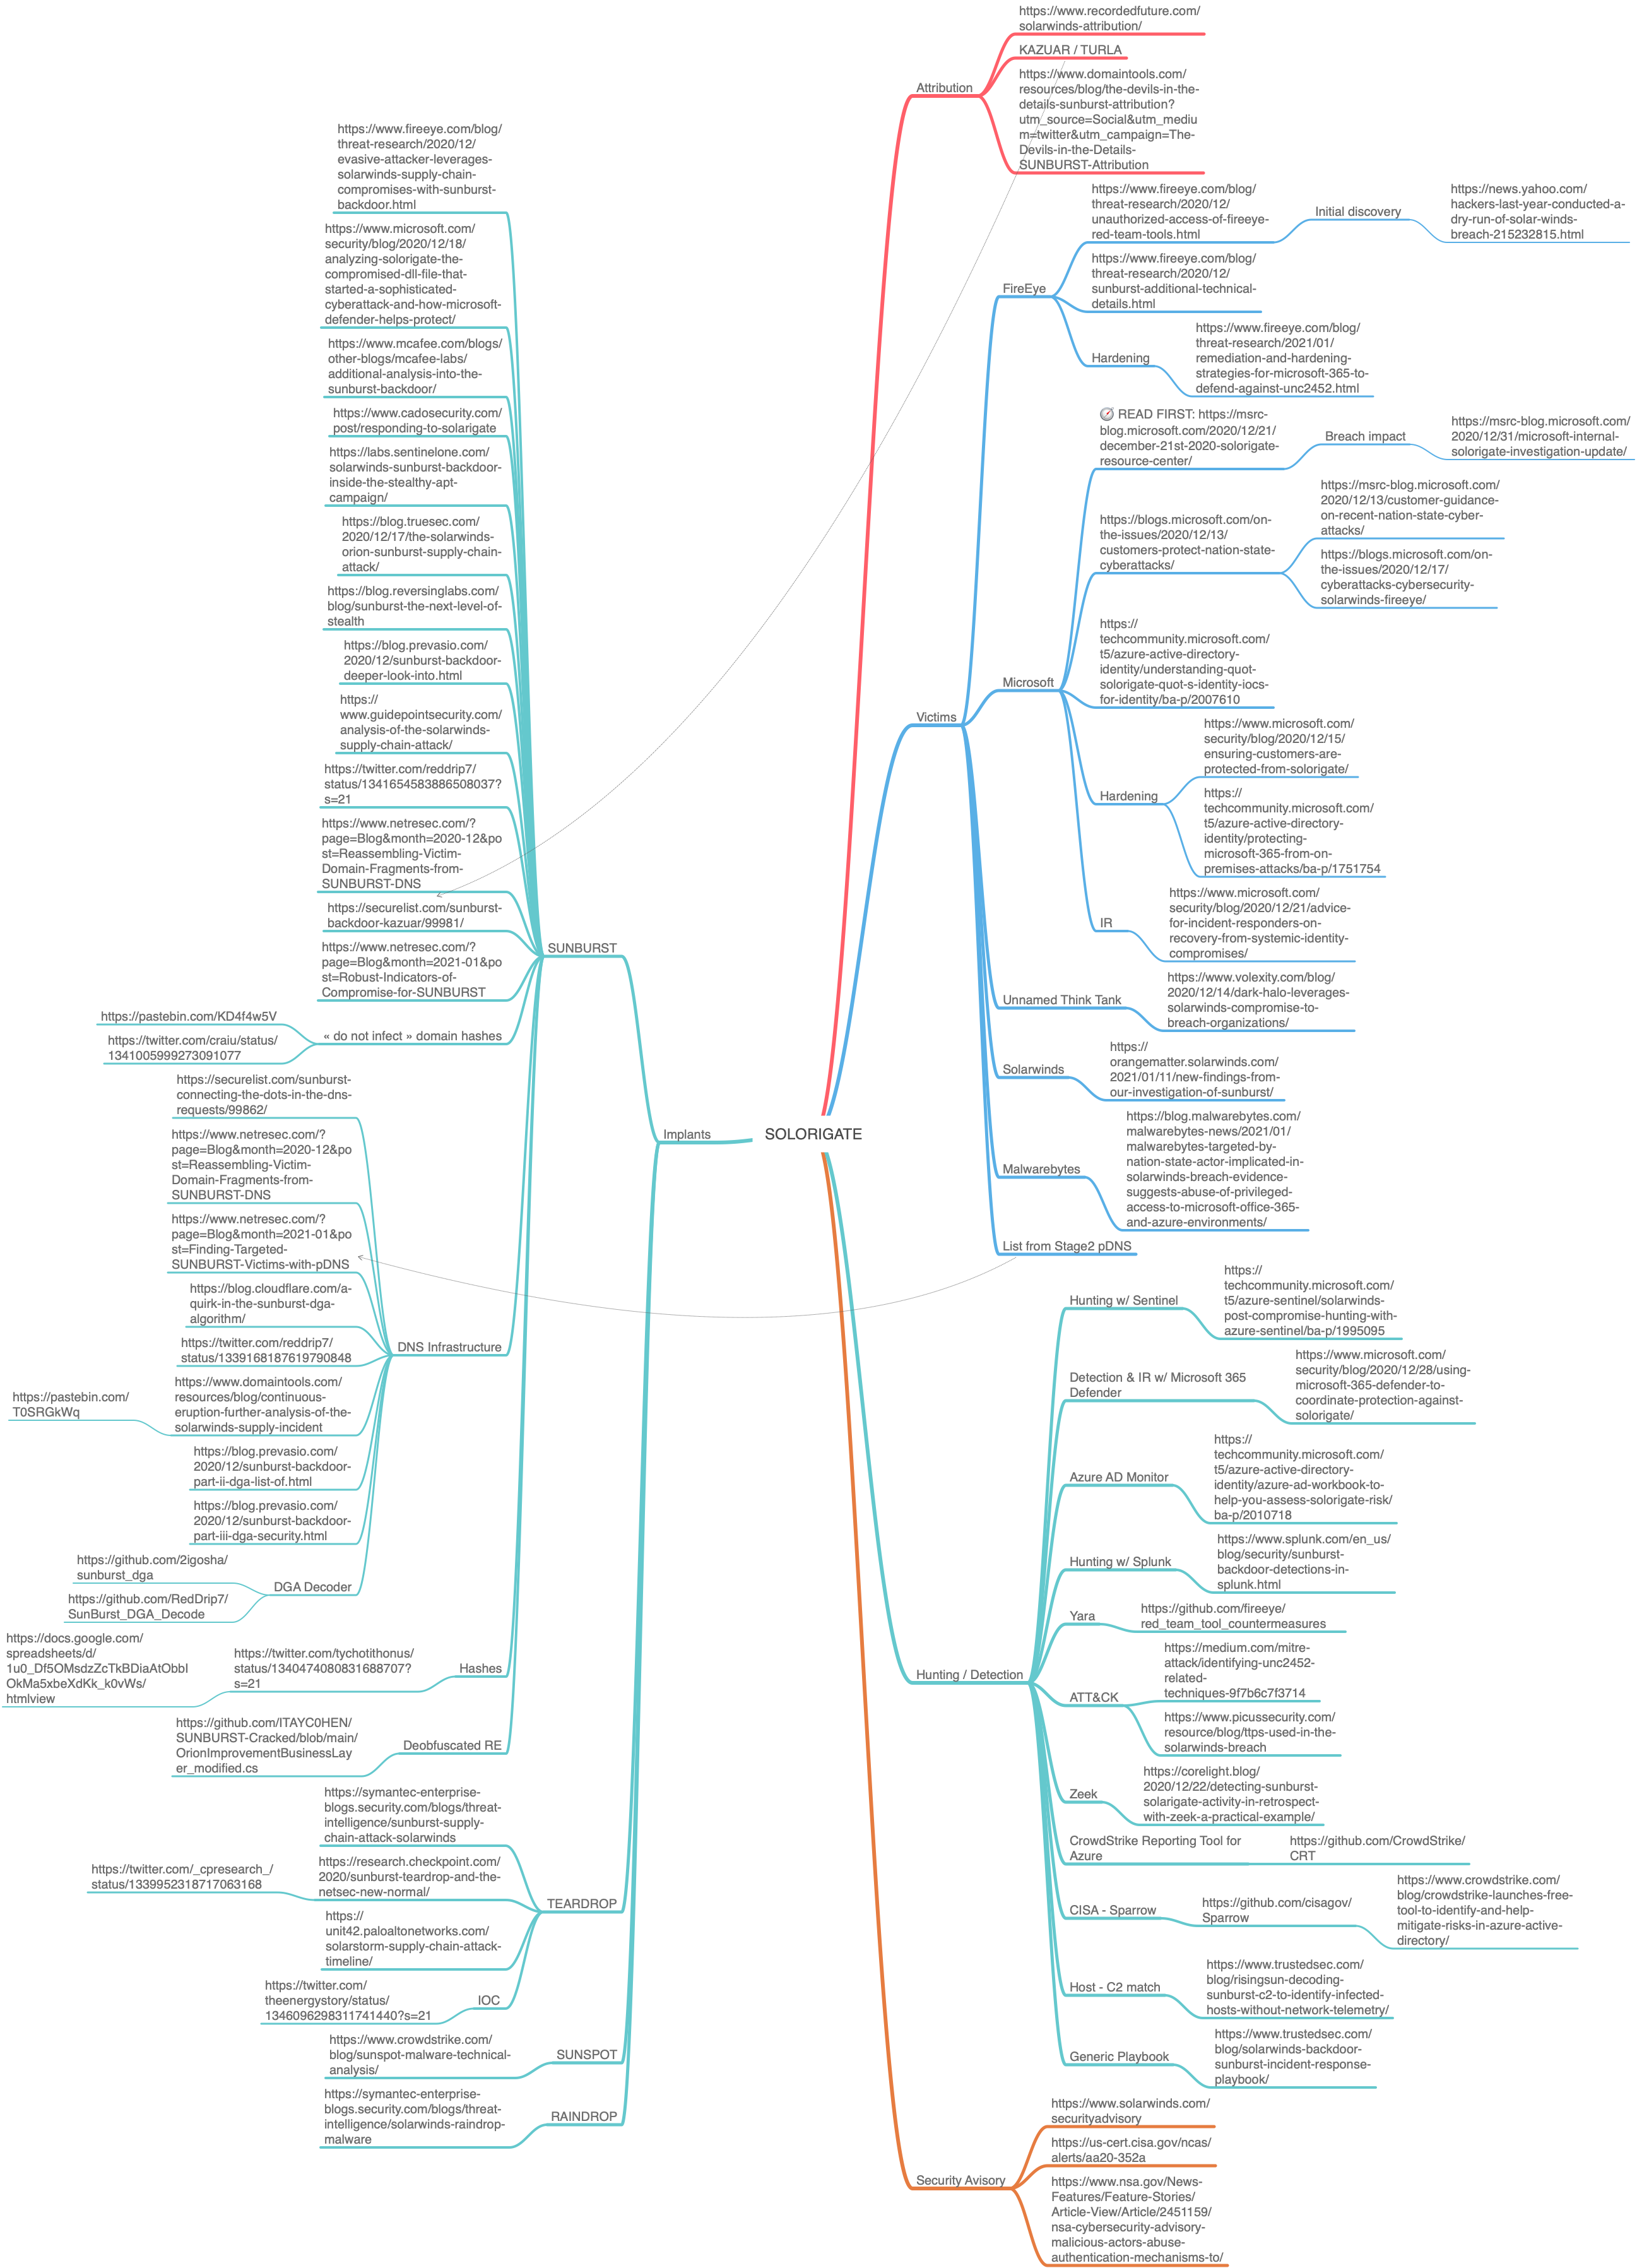 SOLORIGATE
Attribution
https://www.recordedfuture.com/
solarwinds-attribution/
KAZUAR / TURLA
https://www.domaintools.com/
resources/blog/the-devils-in-the-
details-sunburst-attribution?
utm_source=Social&utm_mediu
m=twitter&utm_campaign=The-
Devils-in-the-Details-
SUNBURST-Attribution
Victims
FireEye
https://www.fireeye.com/blog/
threat-research/2020/12/
unauthorized-access-of-fireeye-
red-team-tools.html
Initial discovery
https://news.yahoo.com/
hackers-last-year-conducted-a-
dry-run-of-solar-winds-
breach-215232815.html
https://www.fireeye.com/blog/
threat-research/2020/12/
sunburst-additional-technical-
details.html
Hardening
https://www.fireeye.com/blog/
threat-research/2021/01/
remediation-and-hardening-
strategies-for-microsoft-365-to-
defend-against-unc2452.html
Microsoft
READ FIRST: https://msrc-
blog.microsoft.com/2020/12/21/
december-21st-2020-solorigate-
resource-center/
Breach impact
https://msrc-blog.microsoft.com/
2020/12/31/microsoft-internal-
solorigate-investigation-update/
https://blogs.microsoft.com/on-
the-issues/2020/12/13/
customers-protect-nation-state-
cyberattacks/
https://msrc-blog.microsoft.com/
2020/12/13/customer-guidance-
on-recent-nation-state-cyber-
attacks/
https://blogs.microsoft.com/on-
the-issues/2020/12/17/
cyberattacks-cybersecurity-
solarwinds-fireeye/
https://
techcommunity.microsoft.com/
t5/azure-active-directory-
identity/understanding-quot-
solorigate-quot-s-identity-iocs-
for-identity/ba-p/2007610
Hardening
https://www.microsoft.com/
security/blog/2020/12/15/
ensuring-customers-are-
protected-from-solorigate/
https://
techcommunity.microsoft.com/
t5/azure-active-directory-
identity/protecting-
microsoft-365-from-on-
premises-attacks/ba-p/1751754
IR
https://www.microsoft.com/
security/blog/2020/12/21/advice-
for-incident-responders-on-
recovery-from-systemic-identity-
compromises/
Unnamed Think Tank
https://www.volexity.com/blog/
2020/12/14/dark-halo-leverages-
solarwinds-compromise-to-
breach-organizations/
Solarwinds
https://
orangematter.solarwinds.com/
2021/01/11/new-findings-from-
our-investigation-of-sunburst/
Malwarebytes
https://blog.malwarebytes.com/
malwarebytes-news/2021/01/
malwarebytes-targeted-by-
nation-state-actor-implicated-in-
solarwinds-breach-evidence-
suggests-abuse-of-privileged-
access-to-microsoft-office-365-
and-azure-environments/
List from Stage2 pDNS
Hunting / Detection
Hunting w/ Sentinel
https://
techcommunity.microsoft.com/
t5/azure-sentinel/solarwinds-
post-compromise-hunting-with-
azure-sentinel/ba-p/1995095
Detection & IR w/ Microsoft 365
Defender
https://www.microsoft.com/
security/blog/2020/12/28/using-
microsoft-365-defender-to-
coordinate-protection-against-
solorigate/
Azure AD Monitor
https://
techcommunity.microsoft.com/
t5/azure-active-directory-
identity/azure-ad-workbook-to-
help-you-assess-solorigate-risk/
ba-p/2010718
Hunting w/ Splunk
https://www.splunk.com/en_us/
blog/security/sunburst-
backdoor-detections-in-
splunk.html
Yara
https://github.com/fireeye/
red_team_tool_countermeasures
ATT&CK
https://medium.com/mitre-
attack/identifying-unc2452-
related-
techniques-9f7b6c7f3714
https://www.picussecurity.com/
resource/blog/ttps-used-in-the-
solarwinds-breach
Zeek
https://corelight.blog/
2020/12/22/detecting-sunburst-
solarigate-activity-in-retrospect-
with-zeek-a-practical-example/
CrowdStrike Reporting Tool for
Azure
https://github.com/CrowdStrike/
CRT
CISA - Sparrow
https://github.com/cisagov/
Sparrow
https://www.crowdstrike.com/
blog/crowdstrike-launches-free-
tool-to-identify-and-help-
mitigate-risks-in-azure-active-
directory/
Host - C2 match
https://www.trustedsec.com/
blog/risingsun-decoding-
sunburst-c2-to-identify-infected-
hosts-without-network-telemetry/
Generic Playbook
https://www.trustedsec.com/
blog/solarwinds-backdoor-
sunburst-incident-response-
playbook/
Security Avisory
https://www.solarwinds.com/
securityadvisory
https://us-cert.cisa.gov/ncas/
alerts/aa20-352a
https://www.nsa.gov/News-
Features/Feature-Stories/
Article-View/Article/2451159/
nsa-cybersecurity-advisory-
malicious-actors-abuse-
authentication-mechanisms-to/
Implants
SUNBURST
https://www.fireeye.com/blog/
threat-research/2020/12/
evasive-attacker-leverages-
solarwinds-supply-chain-
compromises-with-sunburst-
backdoor.html
https://www.microsoft.com/
security/blog/2020/12/18/
analyzing-solorigate-the-
compromised-dll-file-that-
started-a-sophisticated-
cyberattack-and-how-microsoft-
defender-helps-protect/
https://www.mcafee.com/blogs/
other-blogs/mcafee-labs/
additional-analysis-into-the-
sunburst-backdoor/
https://www.cadosecurity.com/
post/responding-to-solarigate
https://labs.sentinelone.com/
solarwinds-sunburst-backdoor-
inside-the-stealthy-apt-
campaign/
https://blog.truesec.com/
2020/12/17/the-solarwinds-
orion-sunburst-supply-chain-
attack/
https://blog.reversinglabs.com/
blog/sunburst-the-next-level-of-
stealth
https://blog.prevasio.com/
2020/12/sunburst-backdoor-
deeper-look-into.html
https://
www.guidepointsecurity.com/
analysis-of-the-solarwinds-
supply-chain-attack/
https://twitter.com/reddrip7/
status/1341654583886508037?
s=21
https://www.netresec.com/?
page=Blog&month=2020-12&po
st=Reassembling-Victim-
Domain-Fragments-from-
SUNBURST-DNS
https://securelist.com/sunburst-
backdoor-kazuar/99981/
https://www.netresec.com/?
page=Blog&month=2021-01&po
st=Robust-Indicators-of-
Compromise-for-SUNBURST
« do not infect » domain hashes
https://pastebin.com/KD4f4w5V
https://twitter.com/craiu/status/
1341005999273091077
DNS Infrastructure
https://securelist.com/sunburst-
connecting-the-dots-in-the-dns-
requests/99862/
https://www.netresec.com/?
page=Blog&month=2020-12&po
st=Reassembling-Victim-
Domain-Fragments-from-
SUNBURST-DNS
https://www.netresec.com/?
page=Blog&month=2021-01&po
st=Finding-Targeted-
SUNBURST-Victims-with-pDNS
https://blog.cloudflare.com/a-
quirk-in-the-sunburst-dga-
algorithm/
https://twitter.com/reddrip7/
status/1339168187619790848
https://www.domaintools.com/
resources/blog/continuous-
eruption-further-analysis-of-the-
solarwinds-supply-incident
https://pastebin.com/
T0SRGkWq
https://blog.prevasio.com/
2020/12/sunburst-backdoor-
part-ii-dga-list-of.html
https://blog.prevasio.com/
2020/12/sunburst-backdoor-
part-iii-dga-security.html
DGA Decoder
https://github.com/2igosha/
sunburst_dga
https://github.com/RedDrip7/
SunBurst_DGA_Decode
Hashes
https://twitter.com/tychotithonus/
status/1340474080831688707?
s=21
https://docs.google.com/
spreadsheets/d/
1u0_Df5OMsdzZcTkBDiaAtObbI
OkMa5xbeXdKk_k0vWs/
htmlview
Deobfuscated RE
https://github.com/ITAYC0HEN/
SUNBURST-Cracked/blob/main/
OrionImprovementBusinessLay
er_modified.cs
TEARDROP
https://symantec-enterprise-
blogs.security.com/blogs/threat-
intelligence/sunburst-supply-
chain-attack-solarwinds
https://research.checkpoint.com/
2020/sunburst-teardrop-and-the-
netsec-new-normal/
https://twitter.com/_cpresearch_/
status/1339952318717063168
https://
unit42.paloaltonetworks.com/
solarstorm-supply-chain-attack-
timeline/
IOC
https://twitter.com/
theenergystory/status/
1346096298311741440?s=21
SUNSPOT
https://www.crowdstrike.com/
blog/sunspot-malware-technical-
analysis/
RAINDROP
https://symantec-enterprise-
blogs.security.com/blogs/threat-
intelligence/solarwinds-raindrop-
malware